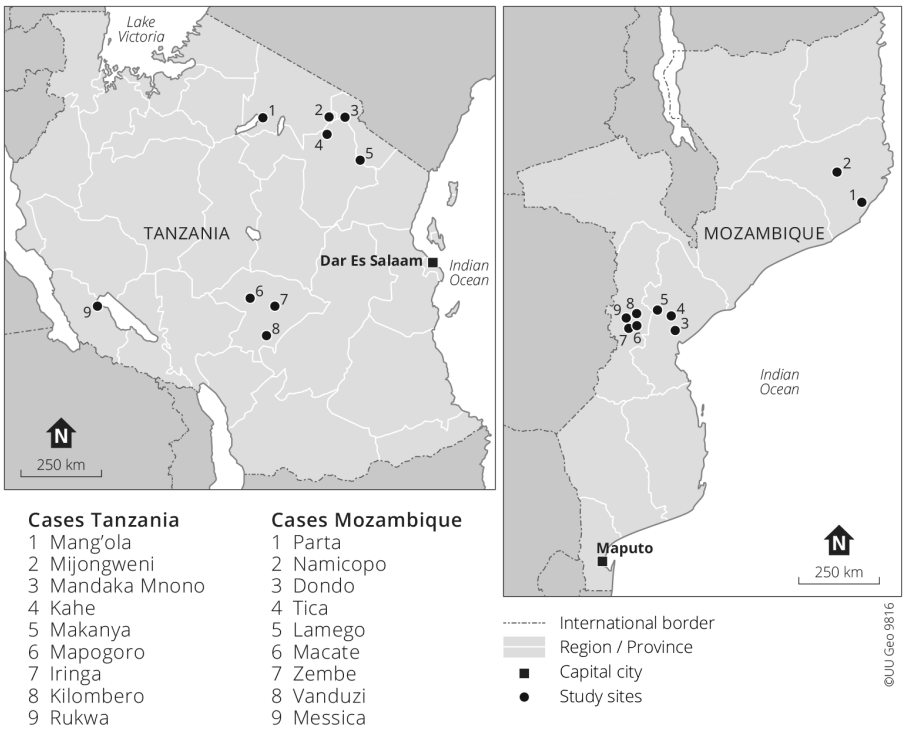 Lake
Victoria
1
2
3
4
5
TANZANIA
Dar Es Salaam
Indian
Ocean
6
7
8
9
N
250 km
2
1
MOZAMBIQUE
5
4
3
9
8
7
6
Indian
Ocean
Maputo
N
250 km
Cases Tanzania
1 Mang'ola
2 Mijongweni
3 Mandaka Mnono
4 Kahe
5 Makanya
6 Mapogoro
7 Iringa
8 Kilombero
9 Rukwa
Cases Mozambique
1 Parta
2 Namicopo
3 Dondo
4 Tica
5 Lamego
6 Macate
7 Zembe
8 Vanduzi
9 Messica
International border
Region / Province
Capital city
Study sites
©UU Geo 9816